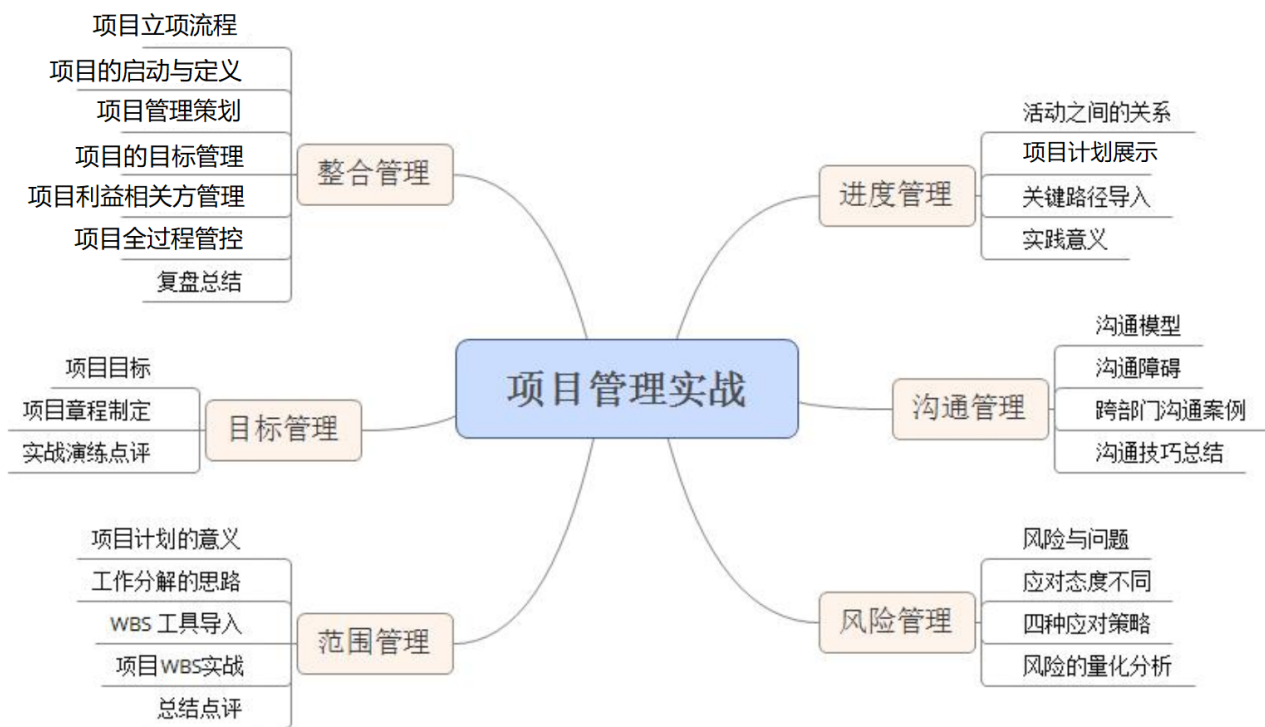 项目管理实战
整合管理
项目立项流程
项目的启动与定义
项目管理策划
项目的目标管理
项目利益相关方管理
项目全过程管控
复盘总结
目标管理
项目目标
项目章程制定
实战演练点评
范围管理
项目计划的意义
工作分解的思路
WBS 工具导入
项目WBS实战
总结点评
进度管理
活动之间的关系
项目计划展示
关键路径导入
实践意义
沟通管理
沟通模型
沟通障碍
跨部门沟通案例
沟通技巧总结
风险管理
风险与问题
应对态度不同
四种应对策略
风险的量化分析